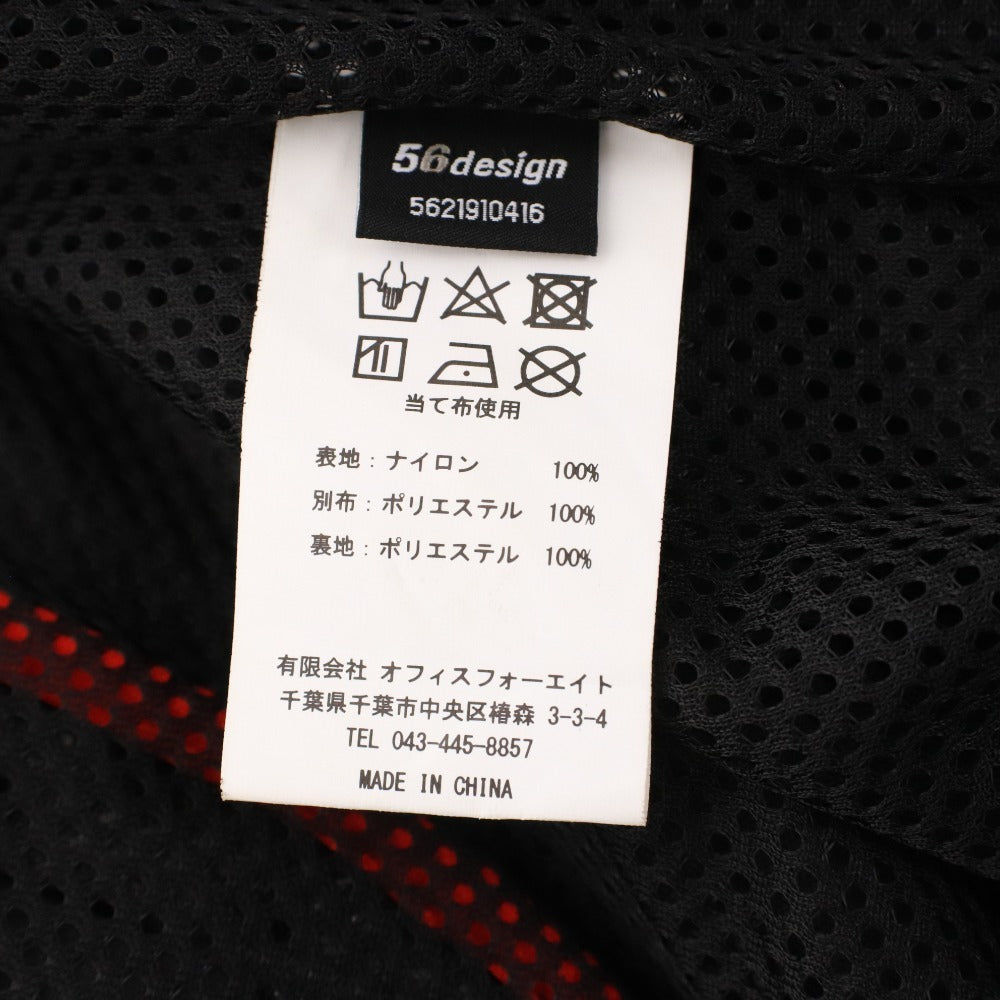 56design
5621910416
当て布使用
表地：ナイロン 100%
別布：ポリエステル 100%
裏地：ポリエステル 100%
有限会社 オフィスフォーエイト
千葉県千葉市中央区椿森 3-3-4
TEL 043-445-8857
MADE IN CHINA